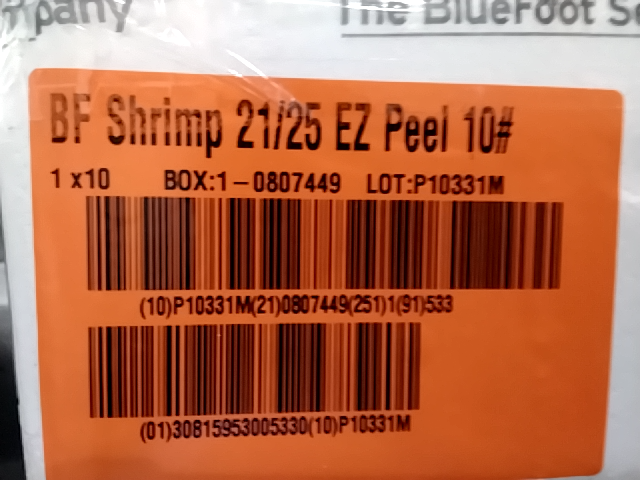 mpany The BlueFoot Se
BF Shrimp 21/25 EZ Peel 10#
1 x10 BOX:1-0807449 LOT:P10331M
(10)P10331M(21)0807449(251)1(91)533
(01)30815953005330(10)P10331M